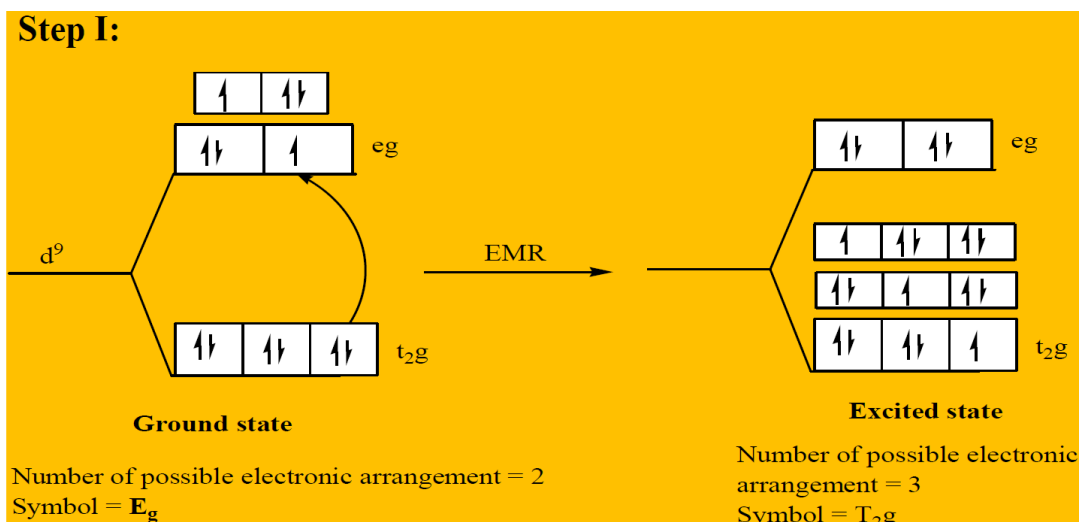 Step I:
eg
eg
d⁹
EMR
t₂g
t₂g
Ground state
Excited state
Number of possible electronic arrangement = 2
Symbol = E_g
Number of possible electronic
arrangement = 3
Symbol = T₂g